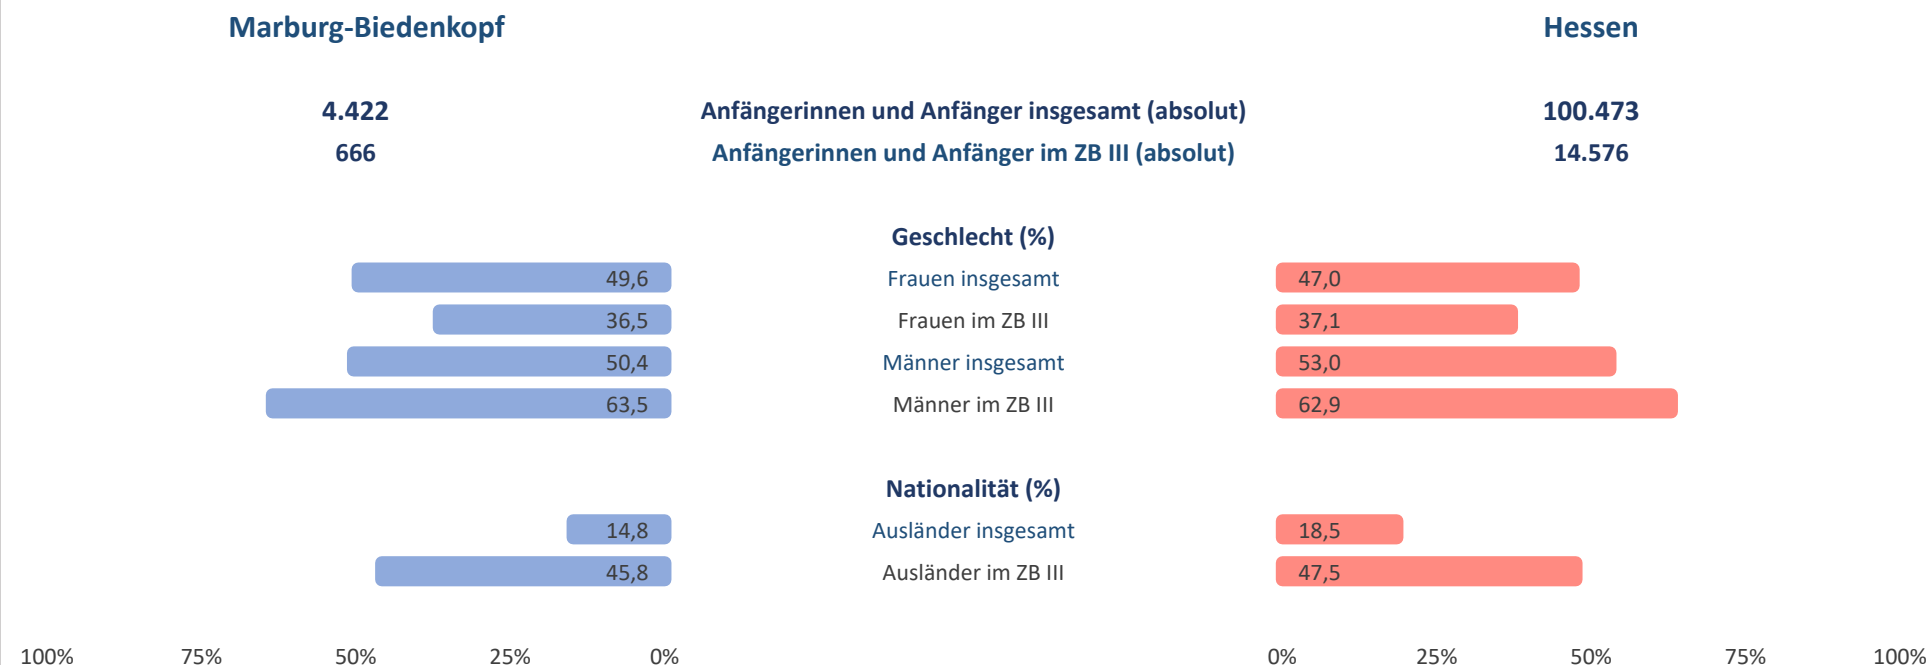 Marburg-Biedenkopf Hessen
4.422 Anfängerinnen und Anfänger insgesamt (absolut) 100.473
666 Anfängerinnen und Anfänger im ZB III (absolut) 14.576
Geschlecht (%)
49,6 Frauen insgesamt 47,0
36,5 Frauen im ZB III 37,1
50,4 Männer insgesamt 53,0
63,5 Männer im ZB III 62,9
Nationalität (%)
14,8 Ausländer insgesamt 18,5
45,8 Ausländer im ZB III 47,5
100% 75% 50% 25% 0% 0% 25% 50% 75% 100%